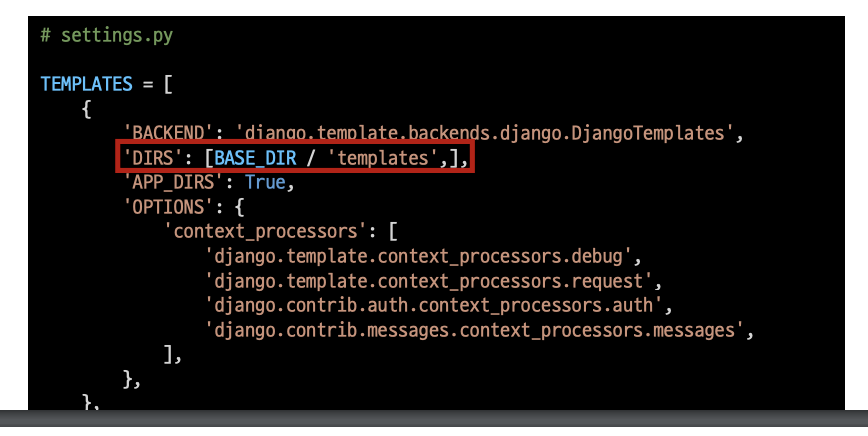 # settings.py
TEMPLATES = [
{
'BACKEND': 'django.template.backends.django.DjangoTemplates',
'DIRS': [BASE_DIR / 'templates',],
'APP_DIRS': True,
'OPTIONS': {
'context_processors': [
'django.template.context_processors.debug',
'django.template.context_processors.request',
'django.contrib.auth.context_processors.auth',
'django.contrib.messages.context_processors.messages',
],
},
},